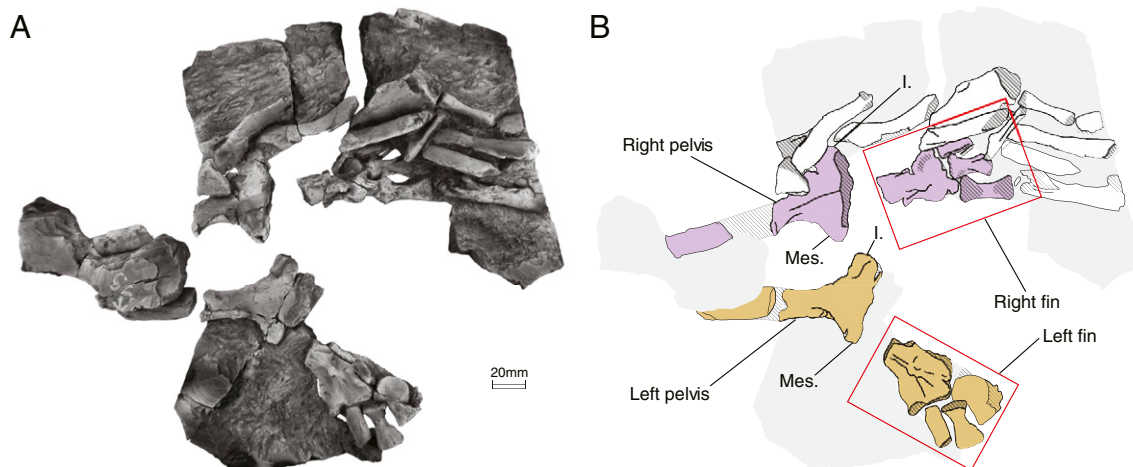 A
B
I.
Right pelvis
Mes.
I.
Right fin
Left fin
20mm
Mes.
Left pelvis